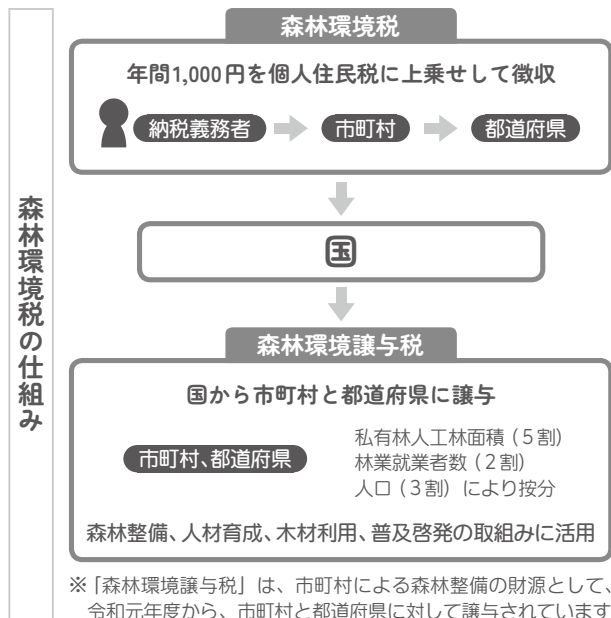 森林環境税の仕組み
森林環境税
年間1,000円を個人住民税に上乗せして徴収
納税義務者
市町村
都道府県
国
森林環境譲与税
国から市町村と都道府県に譲与
市町村、都道府県
私有林人工林面積（5割）
林業就業者数（2割）
人口（3割）により按分
森林整備、人材育成、木材利用、普及啓発の取組みに活用
※「森林環境譲与税」は、市町村による森林整備の財源として、
令和元年度から、市町村と都道府県に対して譲与されています